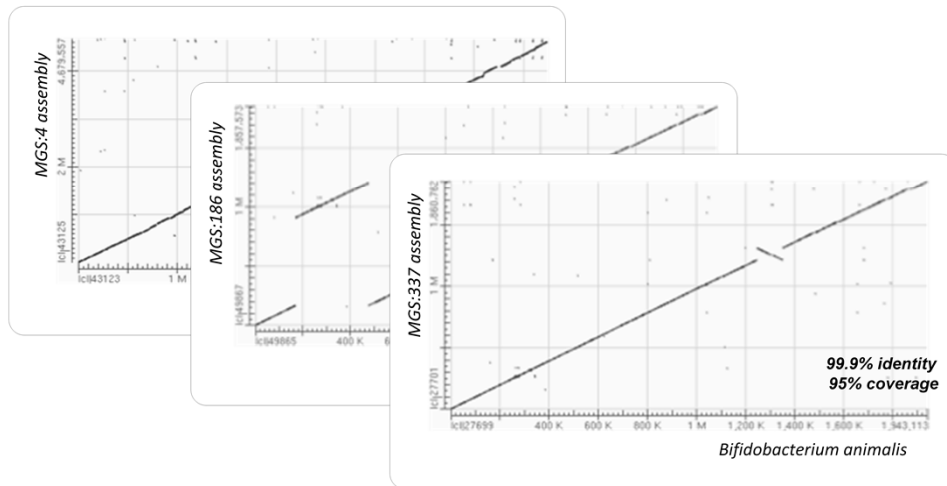 MGS:4 assembly
4,679,557
2 M
lcl|43125
lcl|43123
1 M
MGS:186 assembly
1,857,573
1 M
lcl|49867
lcl|49865
400 K
6
MGS:337 assembly
1,860,762
1 M
lcl|27701
lcl|27699
400 K
600 K
800 K
1 M
1,200 K
1,400 K
1,600 K
1,943,113
99.9% identity
95% coverage
Bifidobacterium animalis